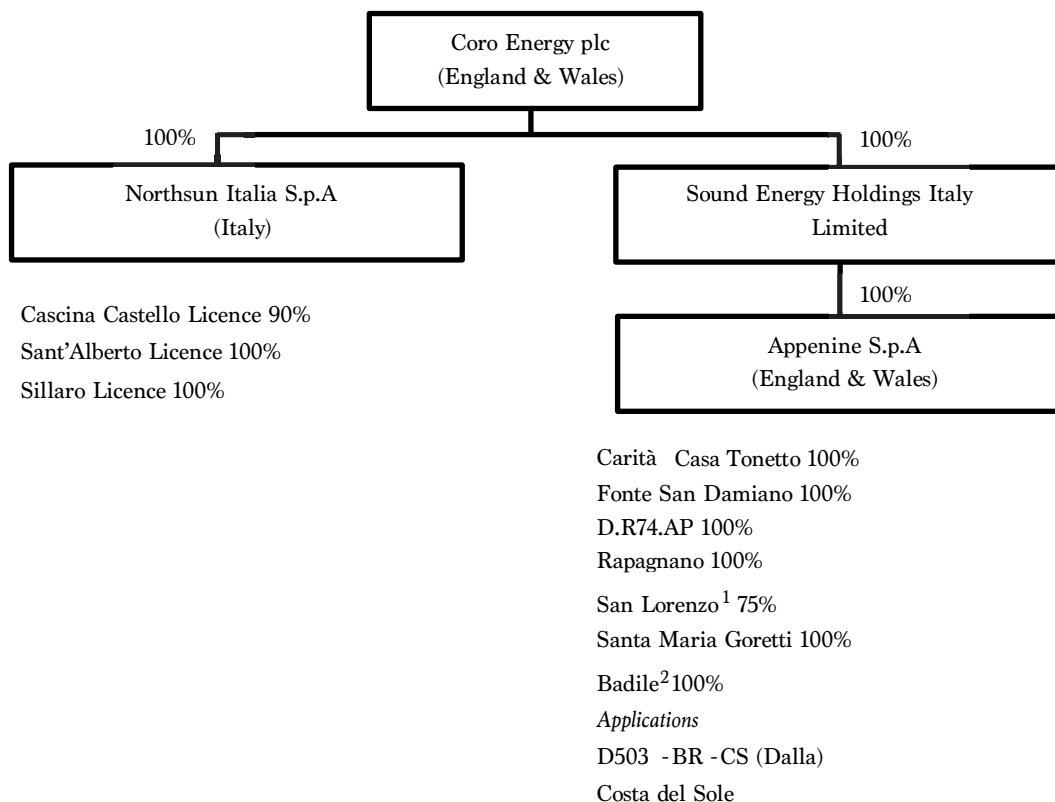 Coro Energy plc
(England & Wales)
100%
100%
Northsun Italia S.p.A
(Italy)
Sound Energy Holdings Italy
Limited
100%
Cascina Castello Licence 90%
Sant’Alberto Licence 100%
Sillaro Licence 100%
Appenine S.p.A
(England & Wales)
Carità Casa Tonetto 100%
Fonte San Damiano 100%
D.R74.AP 100%
Rapagnano 100%
San Lorenzo1 75%
Santa Maria Goretti 100%
Badile2 100%
Applications
D503 -BR -CS (Dalla)
Costa del Sole